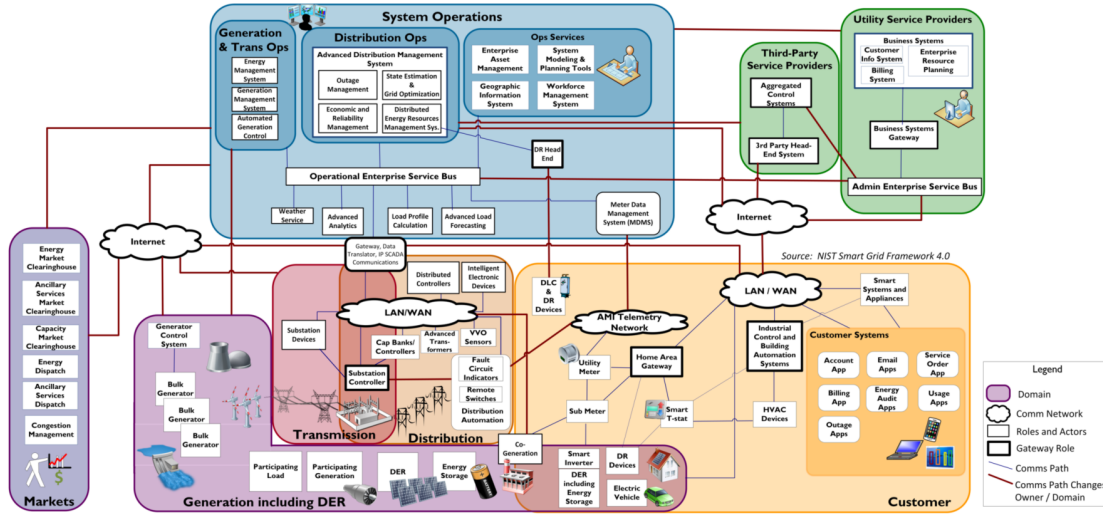 System Operations
Generation
& Trans Ops
Energy
Management
System
Generation
Management
System
Automated
Generation
Control
Distribution Ops
Advanced Distribution Management
System
Outage
Management
State Estimation
&
Grid Optimization
Economic and
Reliability
Management
Distributed
Energy Resources
Management Sys.
Ops Services
Enterprise
Asset
Management
System
Modeling &
Planning Tools
Geographic
Information
System
Workforce
Management
System
DR Head
End
Operational Enterprise Service Bus
Weather
Service
Advanced
Analytics
Load Profile
Calculation
Advanced Load
Forecasting
Meter Data
Management
System (MDMS)
Third-Party
Service Providers
Aggregated
Control
Systems
3rd Party Head-
End System
Utility Service Providers
Business Systems
Customer
Info System
Enterprise
Resource
Planning
Billing
System
Business Systems
Gateway
Admin Enterprise Service Bus
Internet
Internet
Source: NIST Smart Grid Framework 4.0
Energy
Market
Clearinghouse
Ancillary
Services
Market
Clearinghouse
Capacity
Market
Clearinghouse
Energy
Dispatch
Ancillary
Services
Dispatch
Congestion
Management
$
Markets
Gateway, Data
Translator, IP SCADA
Communications
Distributed
Controllers
Intelligent
Electronic
Devices
LAN/WAN
Substation
Devices
Cap Banks/
Controllers
Advanced
Trans-
formers
VVO
Sensors
Substation
Controller
Fault
Circuit
Indicators
Remote
Switches
Distribution
Automation
Transmission
Distribution
Generator
Control
System
Bulk
Generator
Bulk
Generator
Bulk
Generator
Participating
Load
Participating
Generation
DER
Energy
Storage
Co-
Generation
Generation including DER
Smart
Inverter
DER
including
Energy
Storage
DR
Devices
Electric
Vehicle
DLC
&
DR
Devices
AMI Telemetry
Network
LAN / WAN
Smart
Systems and
Appliances
Utility
Meter
Home Area
Gateway
Industrial
Control and
Building
Automation
Systems
Sub Meter
Smart
T-stat
HVAC
Devices
Customer Systems
Account
App
Email
Apps
Service
Order
App
Billing
App
Energy
Audit Apps
Usage
Apps
Outage
Apps
Customer
Legend
Domain
Comm Network
Roles and Actors
Gateway Role
Comms Path
Comms Path Changes
Owner / Domain